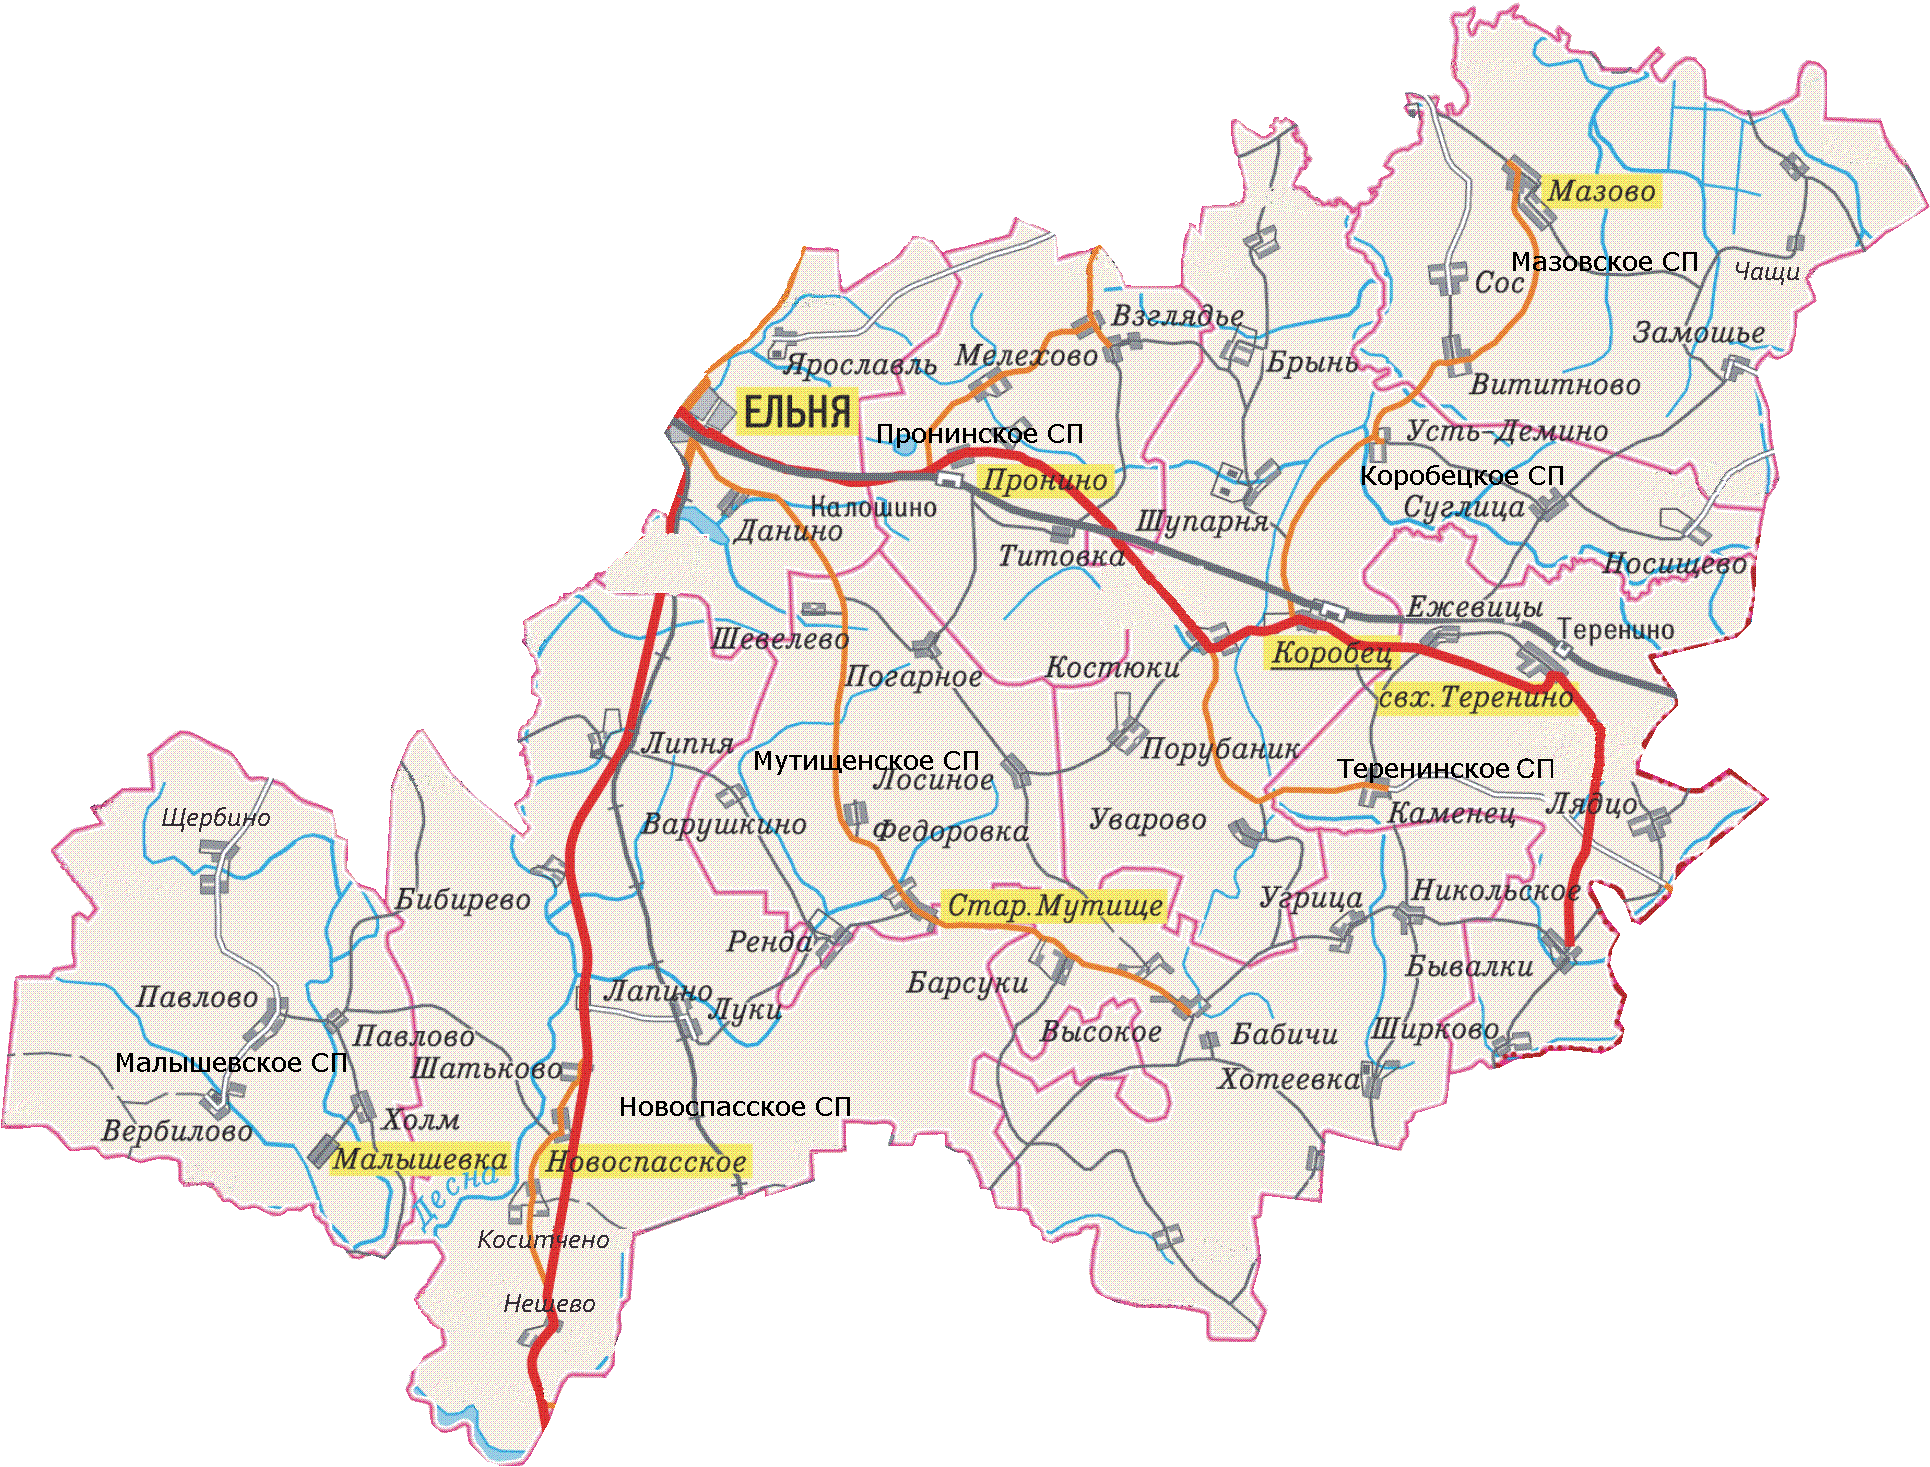 Мазово
Мазовское СП
Чащи
Сос
Взглядье
Замошье
Мелехово
Ярославль
Брынь
Вититново
ЕЛЬНЯ
Пронинское СП
Усть-Демино
Пронино
Коробецкое СП
Калошино
Суглица
Шупарня
Данино
Титовка
Носищево
Ежевицы
Теренино
Шевелево
Коробец
Костюки
Погарное
свх. Теренино
Липня
Порубаник
Мутищенское СП
Теренинское СП
Лосиное
Лядцо
Каменец
Щербино
Варушкино
Уварово
Федоровка
Никольское
Бибирево
Угрица
Стар. Мутище
Ренда
Бывалки
Барсуки
Лапино
Павлово
Луки
Высокое
Бабичи
Ширково
Павлово
Малышевское СП
Шатьково
Хотеевка
Новоспасское СП
Холм
Вербилово
Малышевка
Новоспасское
Десна
Коситчено
Нешево